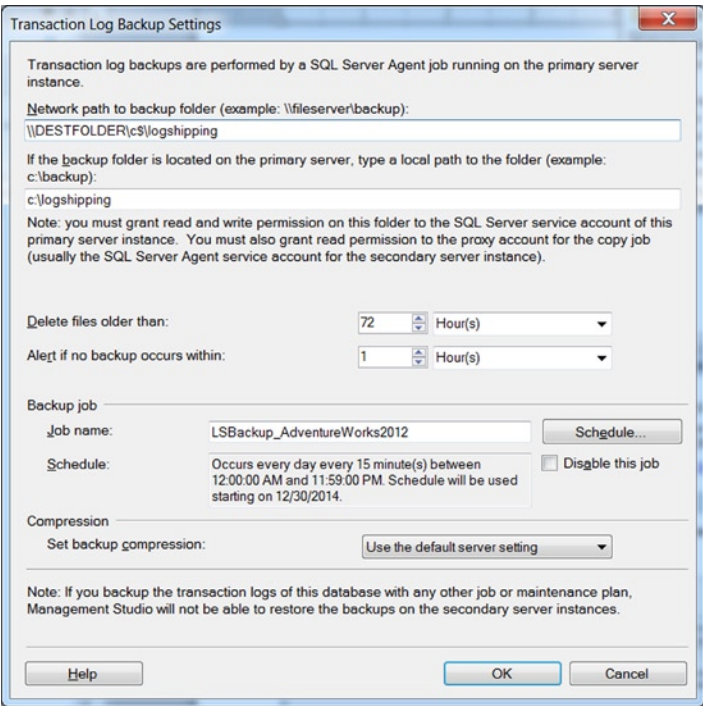 Transaction Log Backup Settings
Transaction log backups are performed by a SQL Server Agent job running on the primary server
instance.
Network path to backup folder (example: \\fileserver\backup):
\\DESTFOLDER\c$\logshipping
If the backup folder is located on the primary server, type a local path to the folder (example:
c:\backup):
c:\logshipping
Note: you must grant read and write permission on this folder to the SQL Server service account of this
primary server instance. You must also grant read permission to the proxy account for the copy job
(usually the SQL Server Agent service account for the secondary server instance).
Delete files older than: 72 Hour(s)
Alert if no backup occurs within: 1 Hour(s)
Backup job
Job name: LSBackup_AdventureWorks2012 Schedule...
Schedule: Occurs every day every 15 minute(s) between Disable this job
12:00:00 AM and 11:59:00 PM. Schedule will be used
starting on 12/30/2014.
Compression
Set backup compression: Use the default server setting
Note: If you backup the transaction logs of this database with any other job or maintenance plan,
Management Studio will not be able to restore the backups on the secondary server instances.
Help OK Cancel